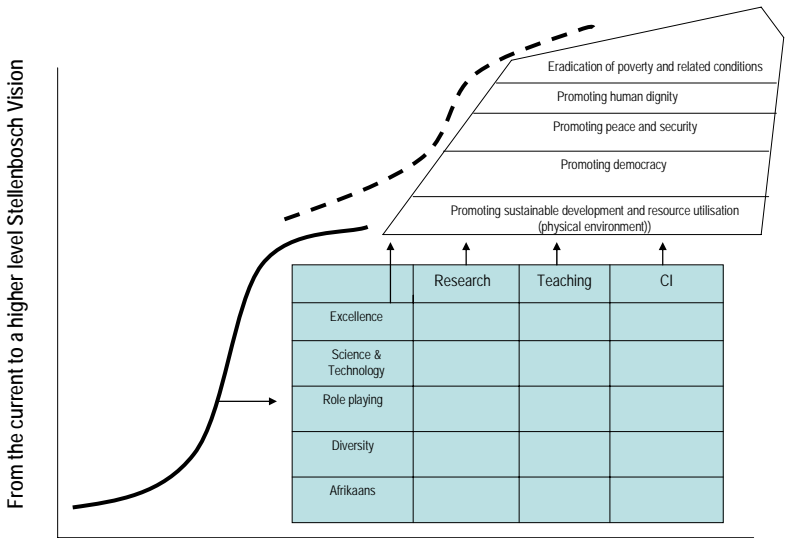 From the current to a higher level Stellenbosch Vision
Eradication of poverty and related conditions
Promoting human dignity
Promoting peace and security
Promoting democracy
Promoting sustainable development and resource utilisation
(physical environment))
Research
Teaching
CI
Excellence
Science &
Technology
Role playing
Diversity
Afrikaans